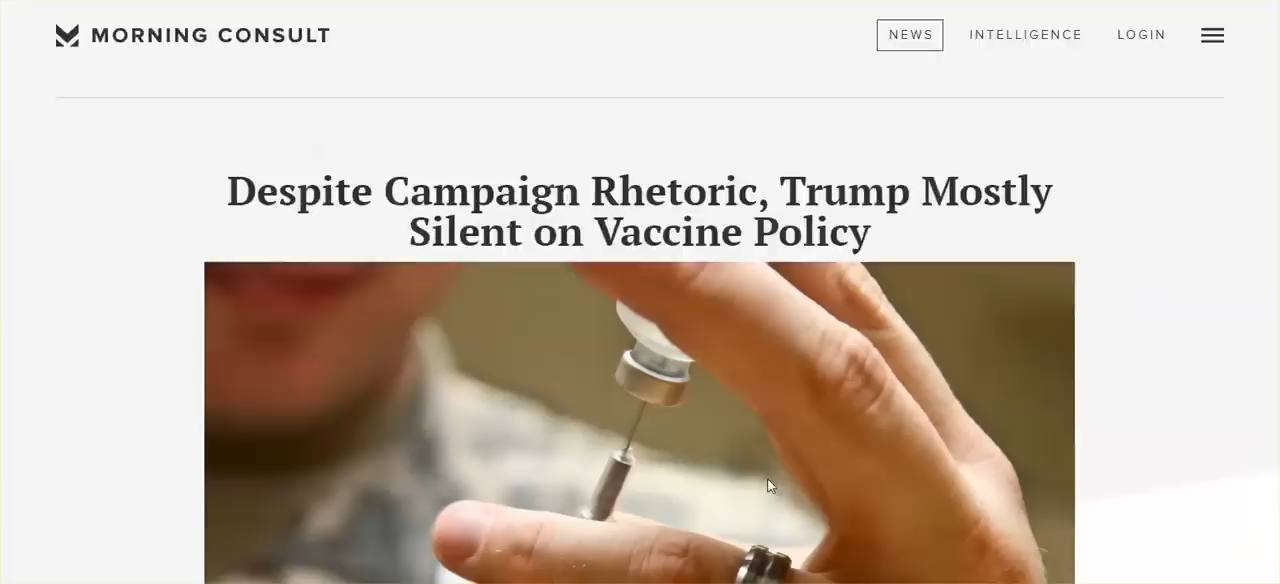 MORNING CONSULT
NEWS INTELLIGENCE LOGIN
Despite Campaign Rhetoric, Trump Mostly
Silent on Vaccine Policy